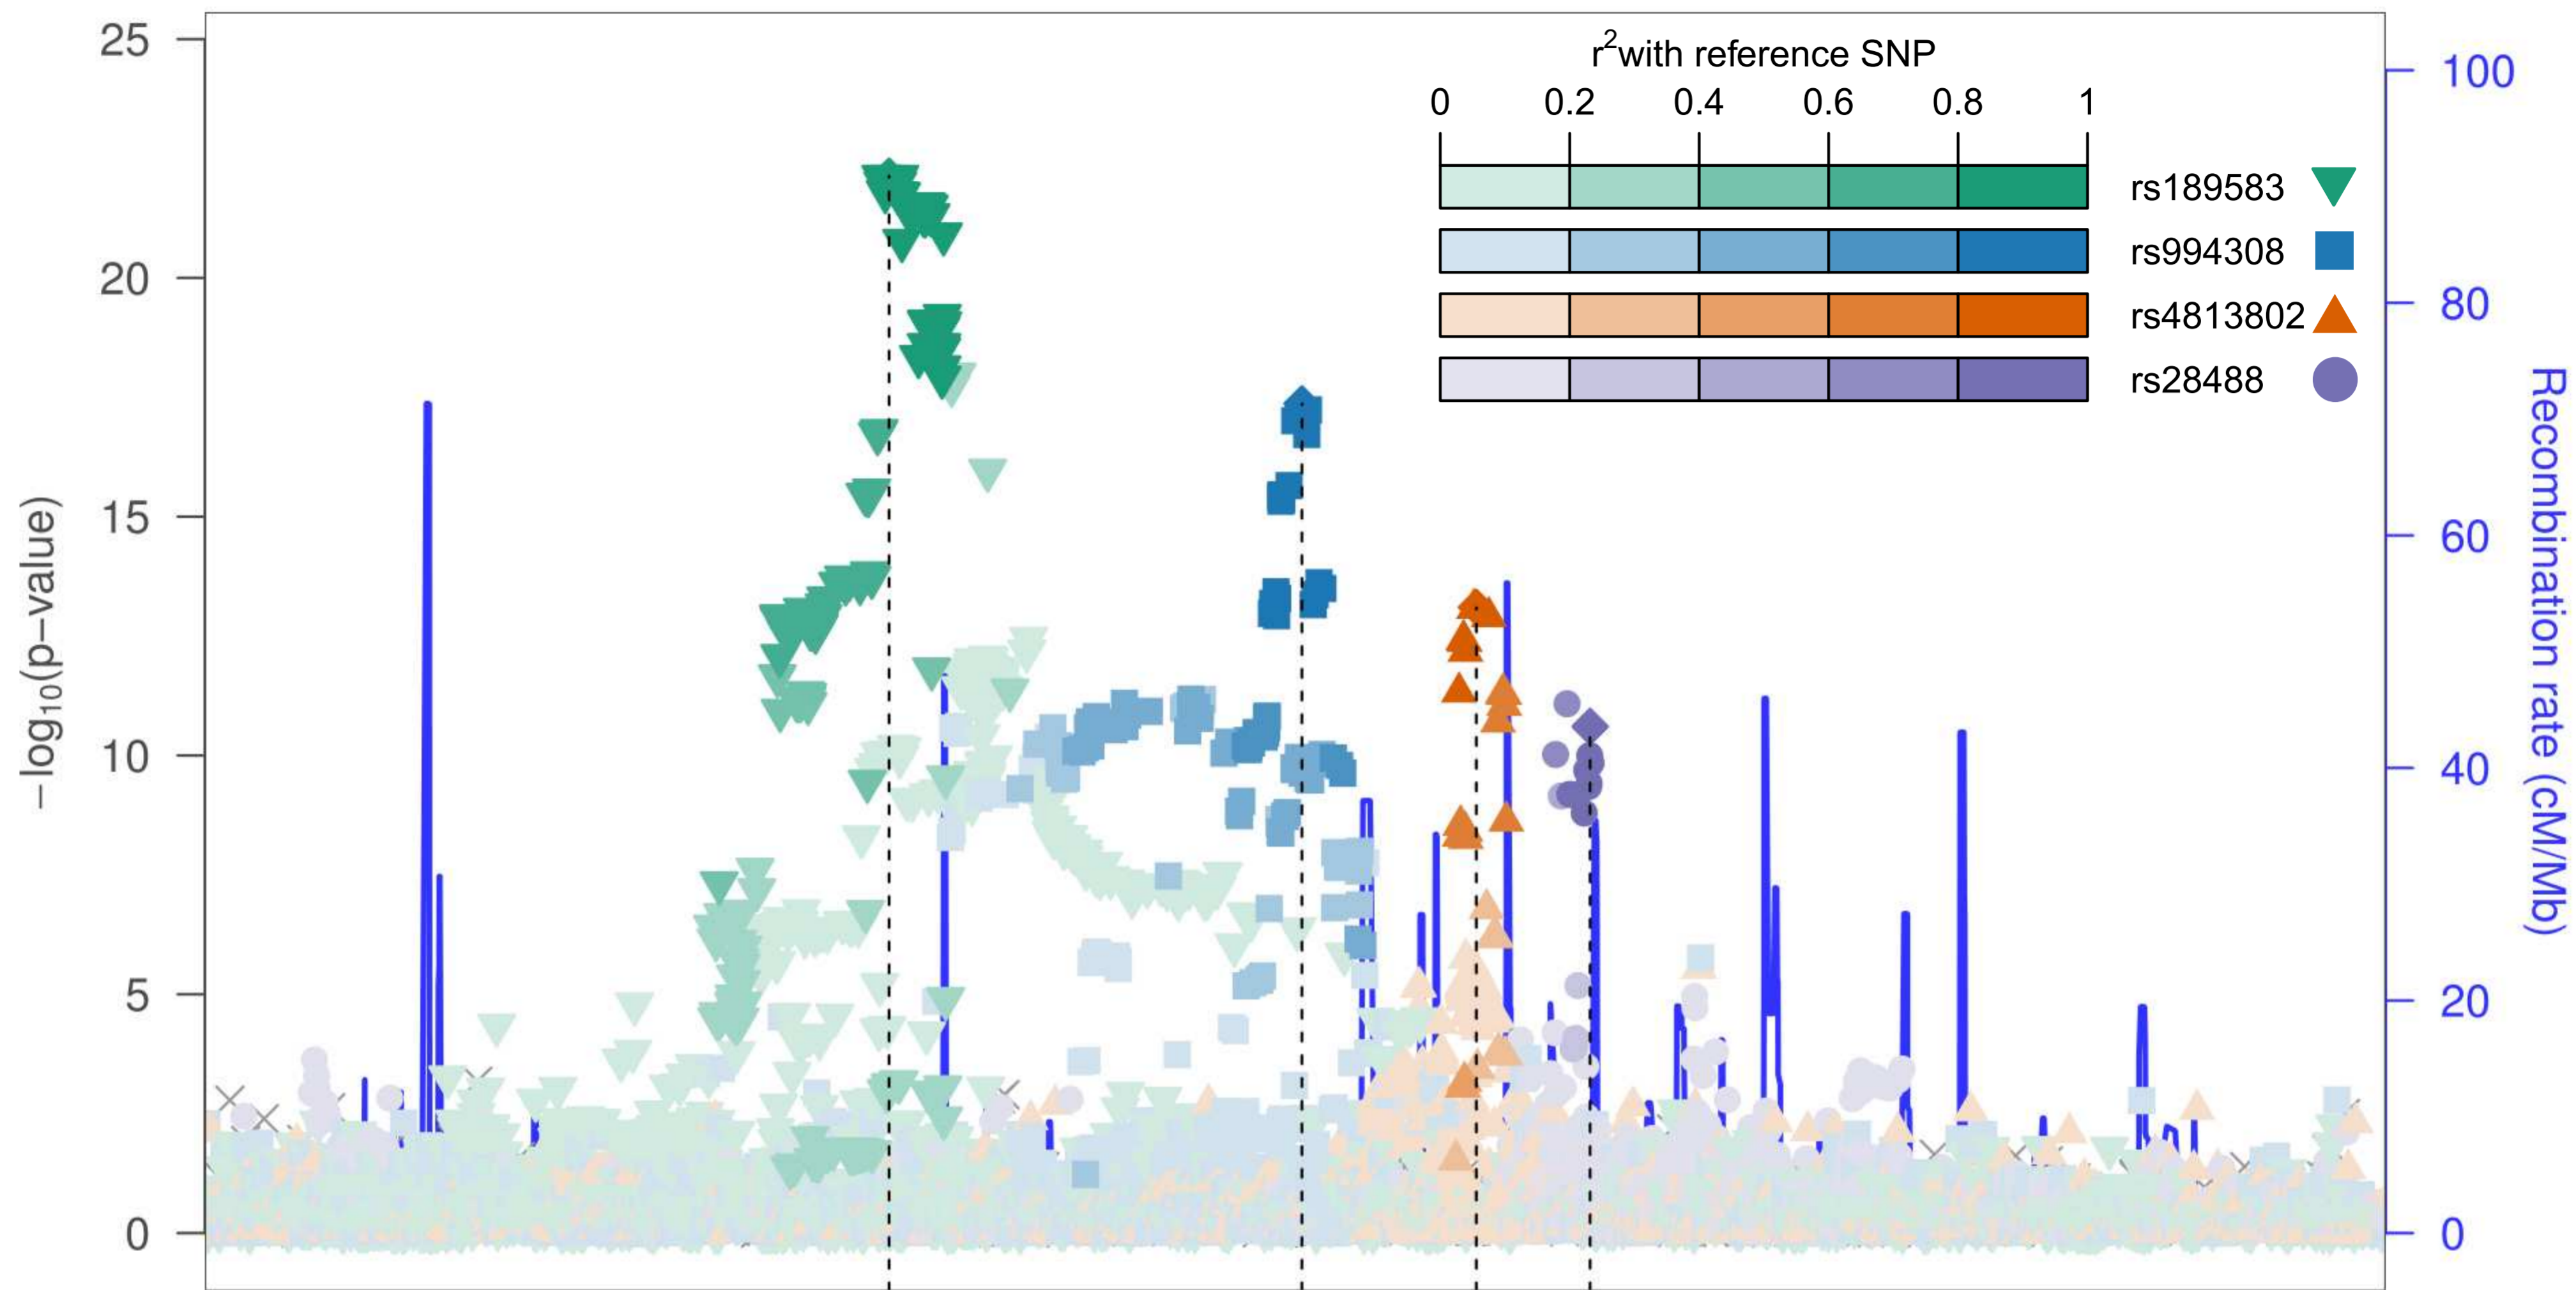 r²with reference SNP
0 0.2 0.4 0.6 0.8 1
rs189583
rs994308
rs4813802
rs28488
−log₁₀(p−value)
25
20
15
10
5
0
Recombination rate (cM/Mb)
100
80
60
40
20
0